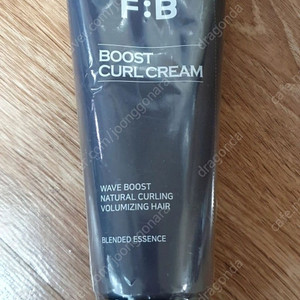 F:B
BOOST
CURL CREAM
WAVE BOOST
NATURAL CURLING
VOLUMIZING HAIR
BLENDED ESSENCE